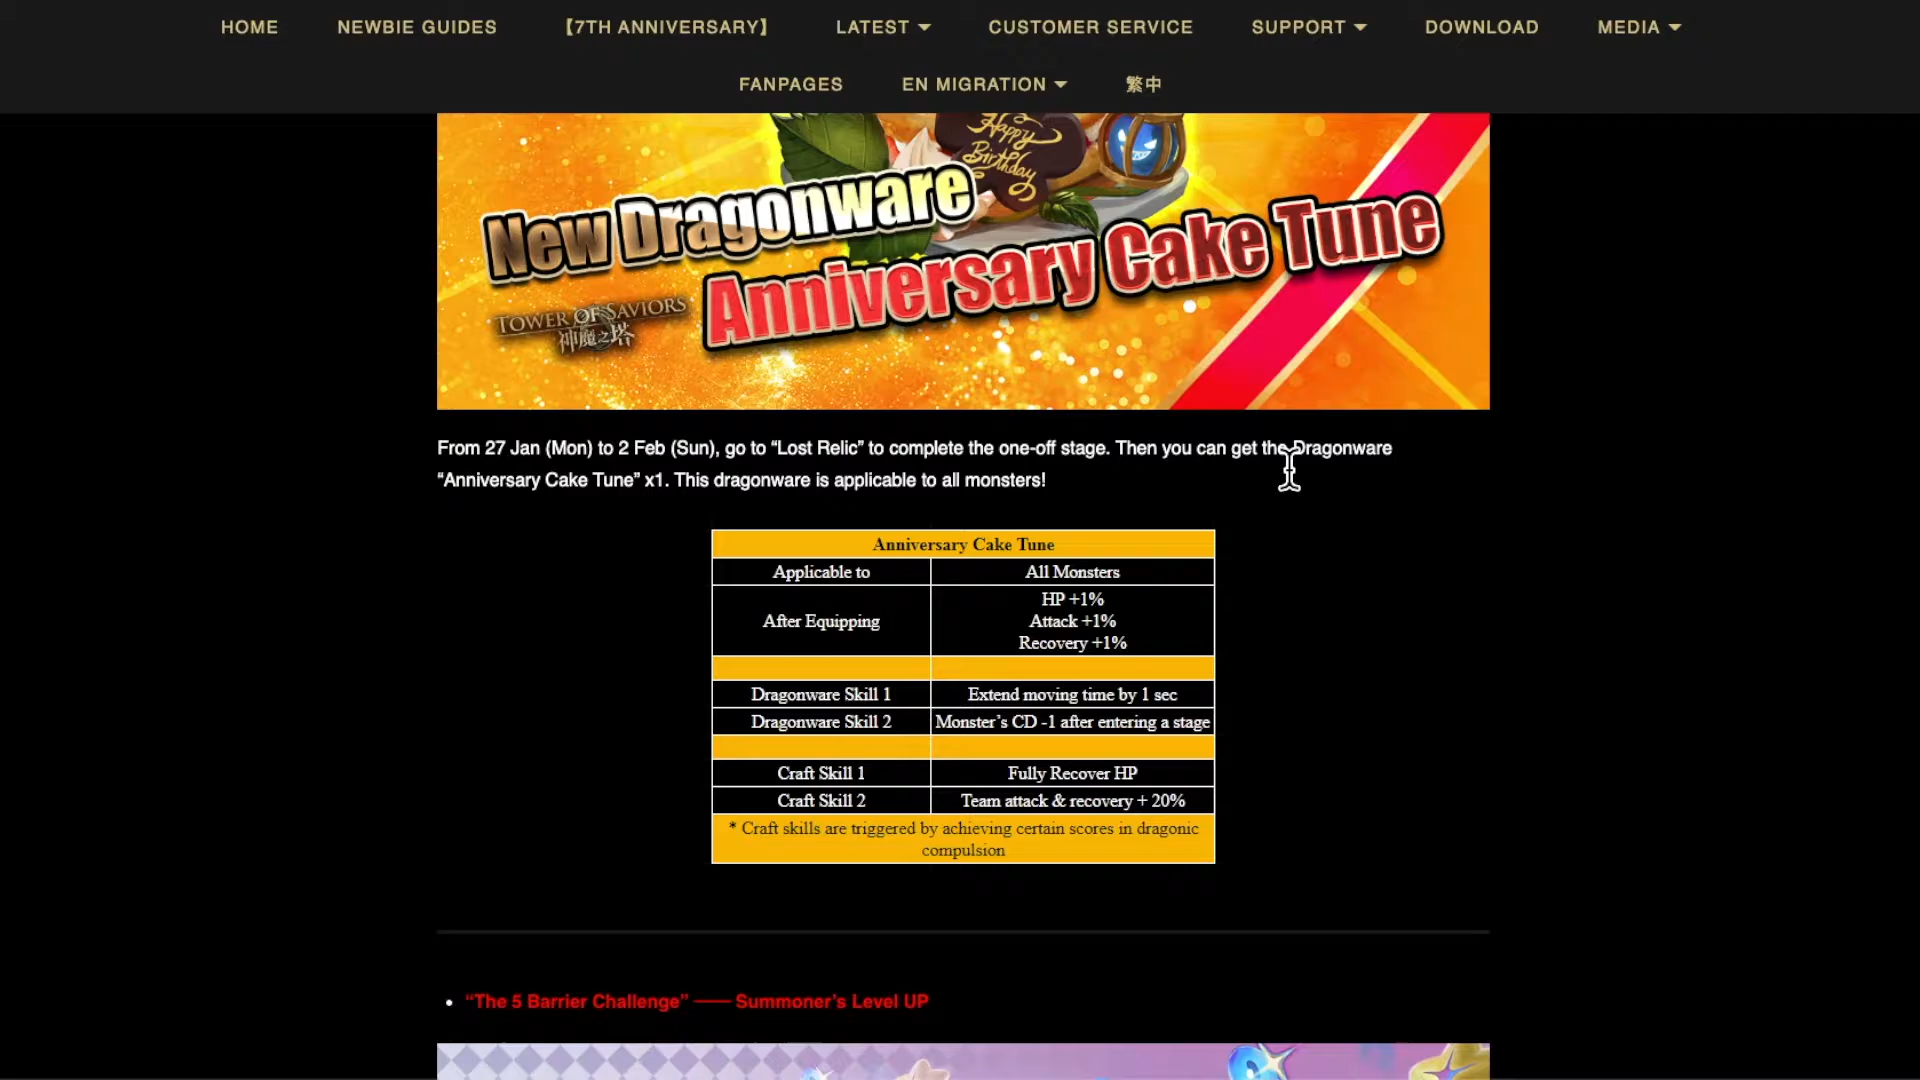 HOME NEWBIE GUIDES 【7TH ANNIVERSARY】 LATEST CUSTOMER SERVICE SUPPORT DOWNLOAD MEDIA
FANPAGES EN MIGRATION 繁中
Happy
Birthday
New Dragonware
Anniversary Cake Tune
TOWER OF SAVIORS
神魔之塔
From 27 Jan (Mon) to 2 Feb (Sun), go to “Lost Relic” to complete the one-off stage. Then you can get the Dragonware
“Anniversary Cake Tune” x1. This dragonware is applicable to all monsters!
Anniversary Cake Tune
Applicable to All Monsters
After Equipping HP +1%
Attack +1%
Recovery +1%
Dragonware Skill 1 Extend moving time by 1 sec
Dragonware Skill 2 Monster’s CD -1 after entering a stage
Craft Skill 1 Fully Recover HP
Craft Skill 2 Team attack & recovery + 20%
* Craft skills are triggered by achieving certain scores in dragonic
compulsion
• “The 5 Barrier Challenge” —— Summoner’s Level UP